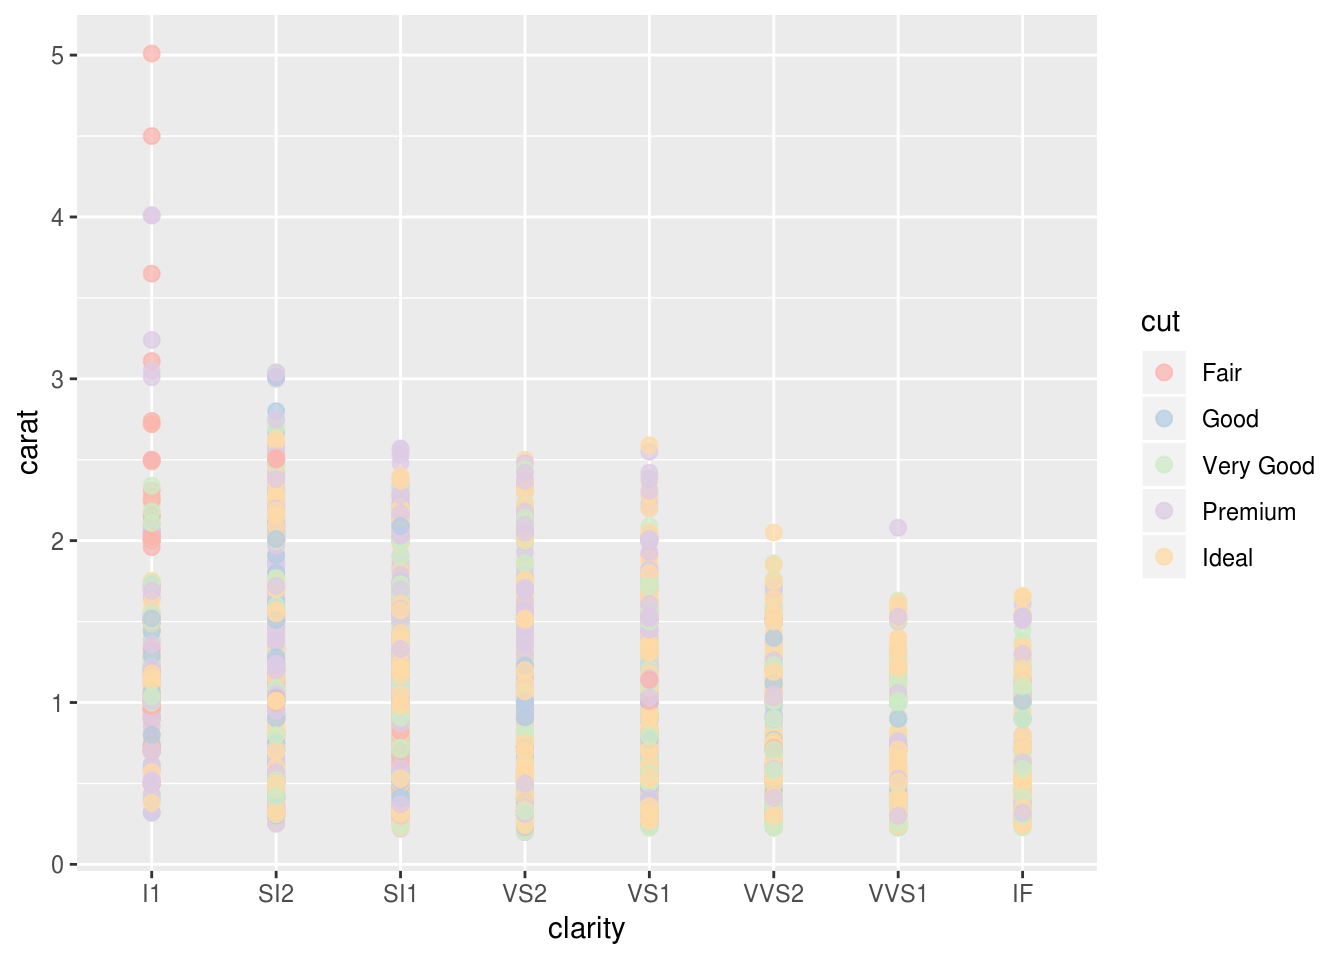 carat
5
4
3
2
1
0
I1 SI2 SI1 VS2 VS1 VVS2 VVS1 IF
clarity
cut
Fair
Good
Very Good
Premium
Ideal